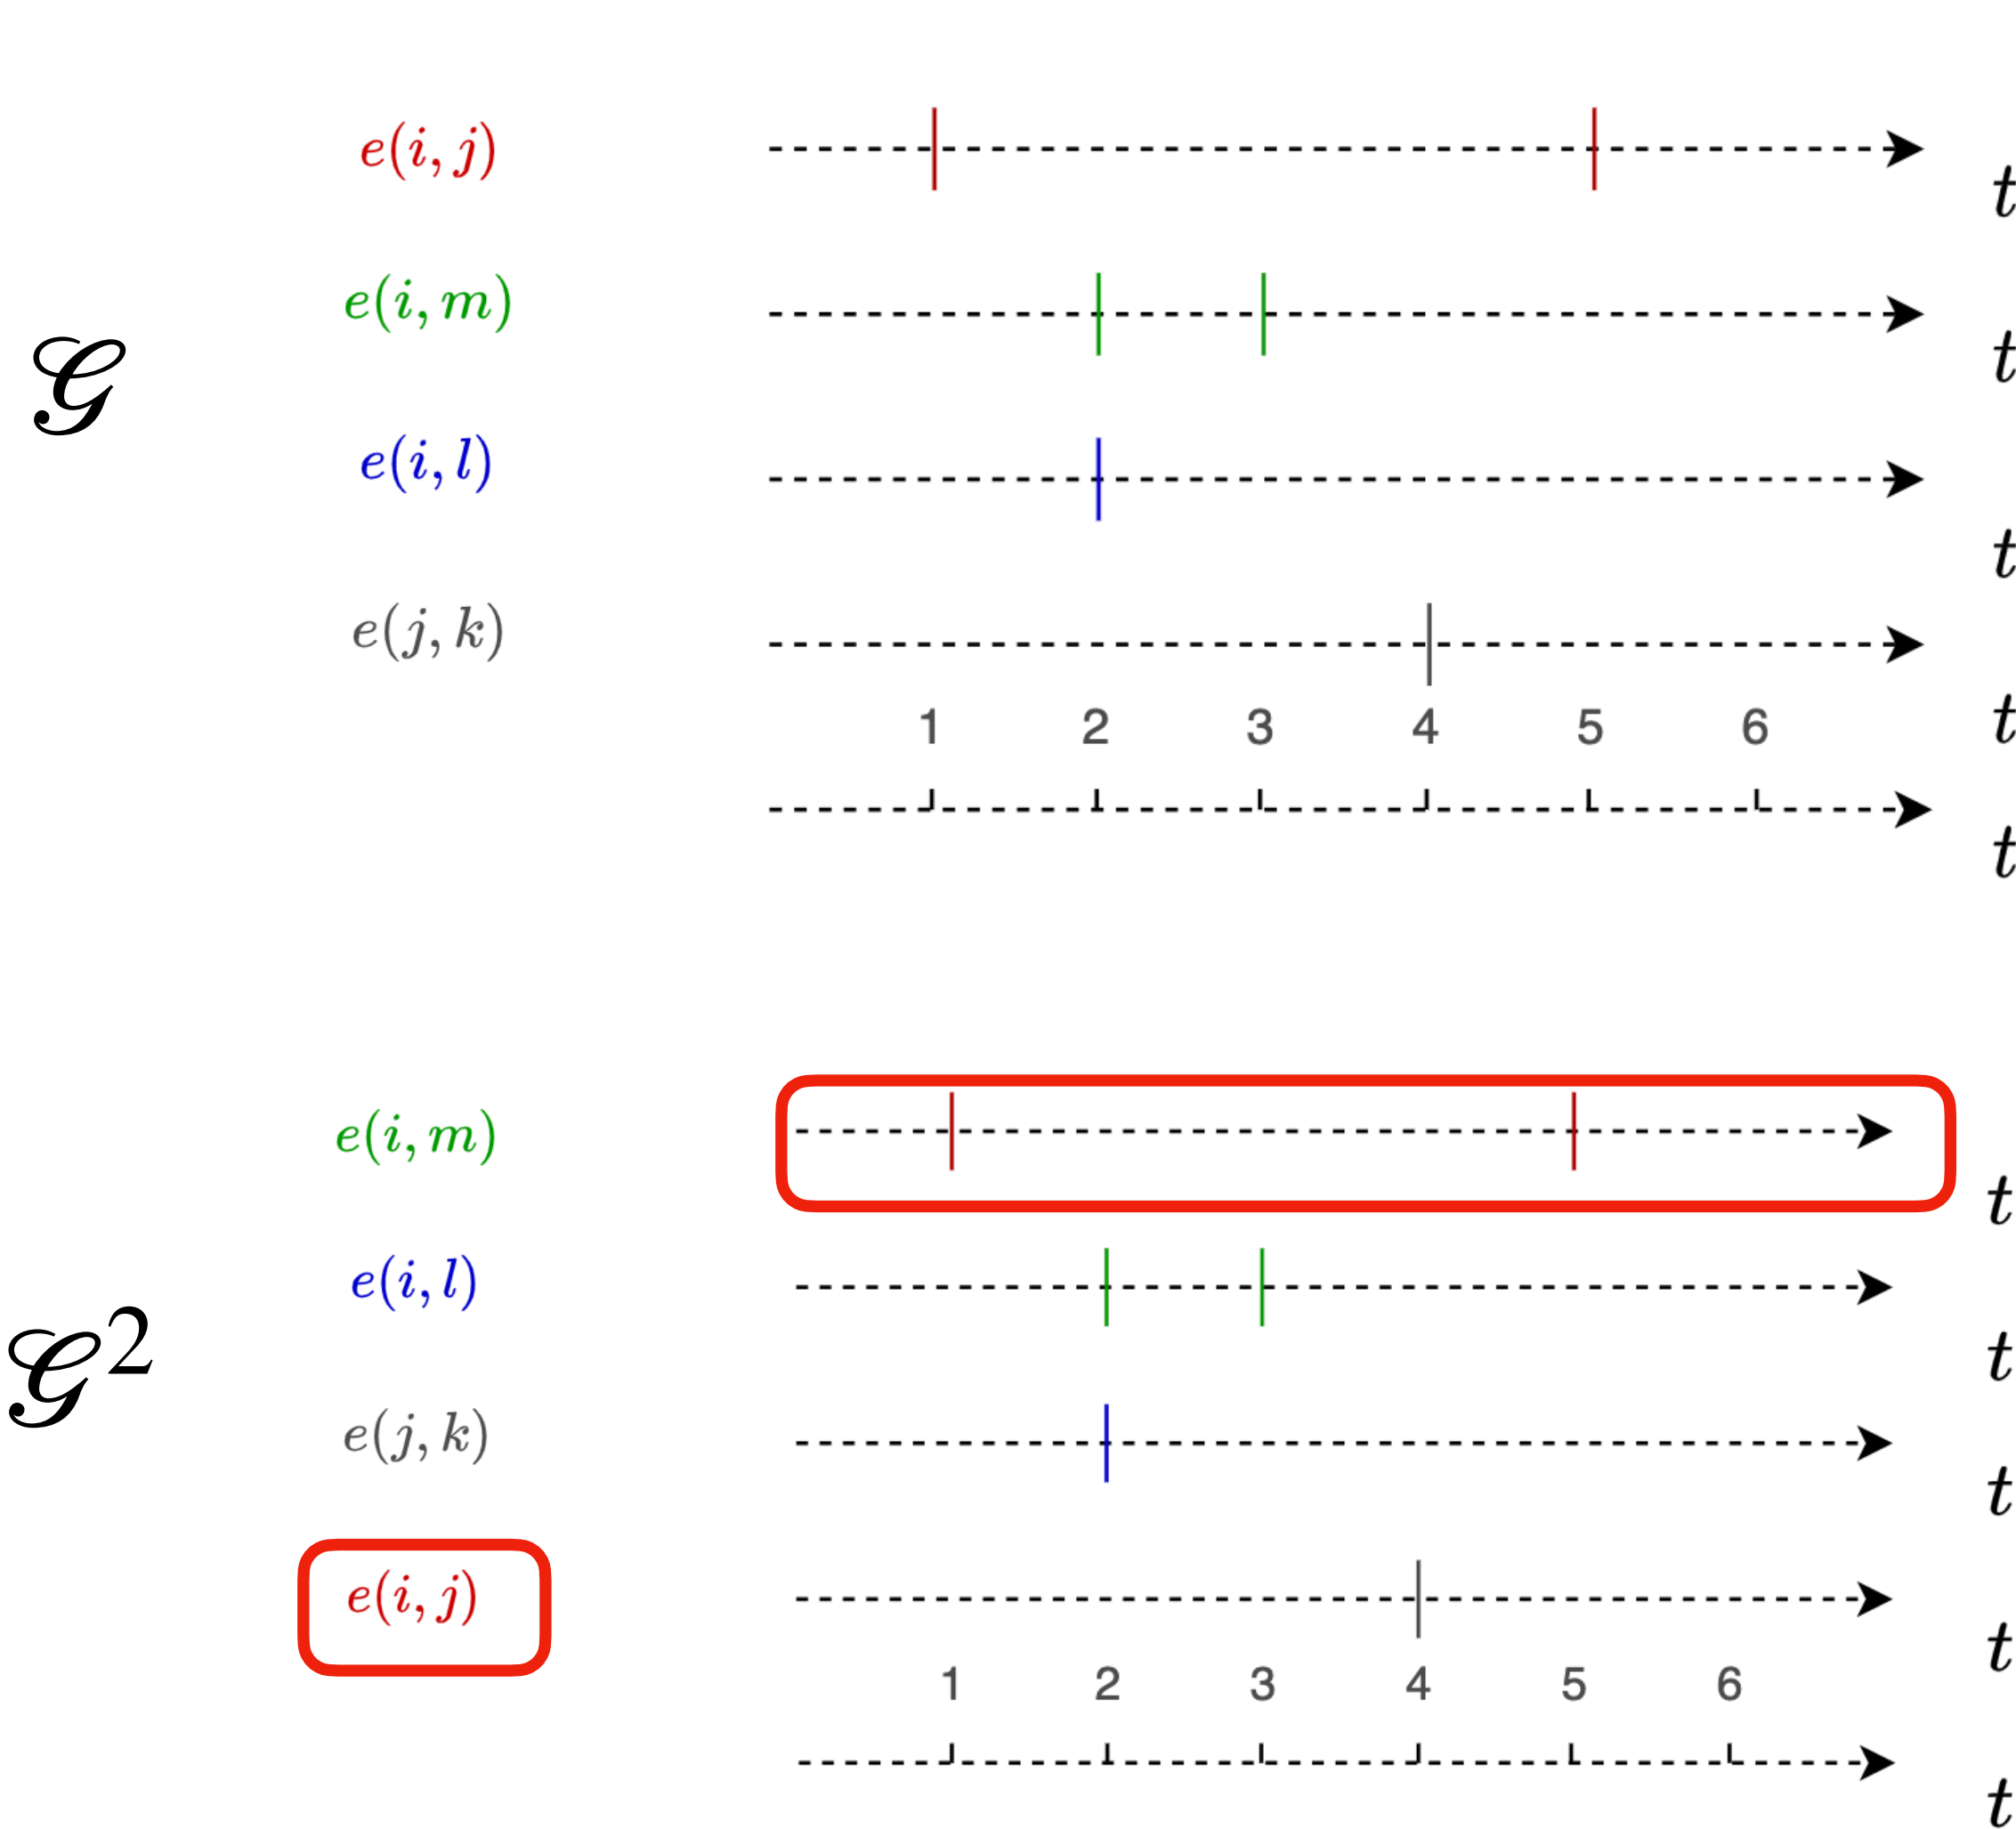 e(i, j)
t
e(i, m)
t
𝒢
e(i, l)
t
e(j, k)
t
1 2 3 4 5 6
t
e(i, m)
t
e(i, l)
t
𝒢²
e(j, k)
t
e(i, j)
t
1 2 3 4 5 6
t